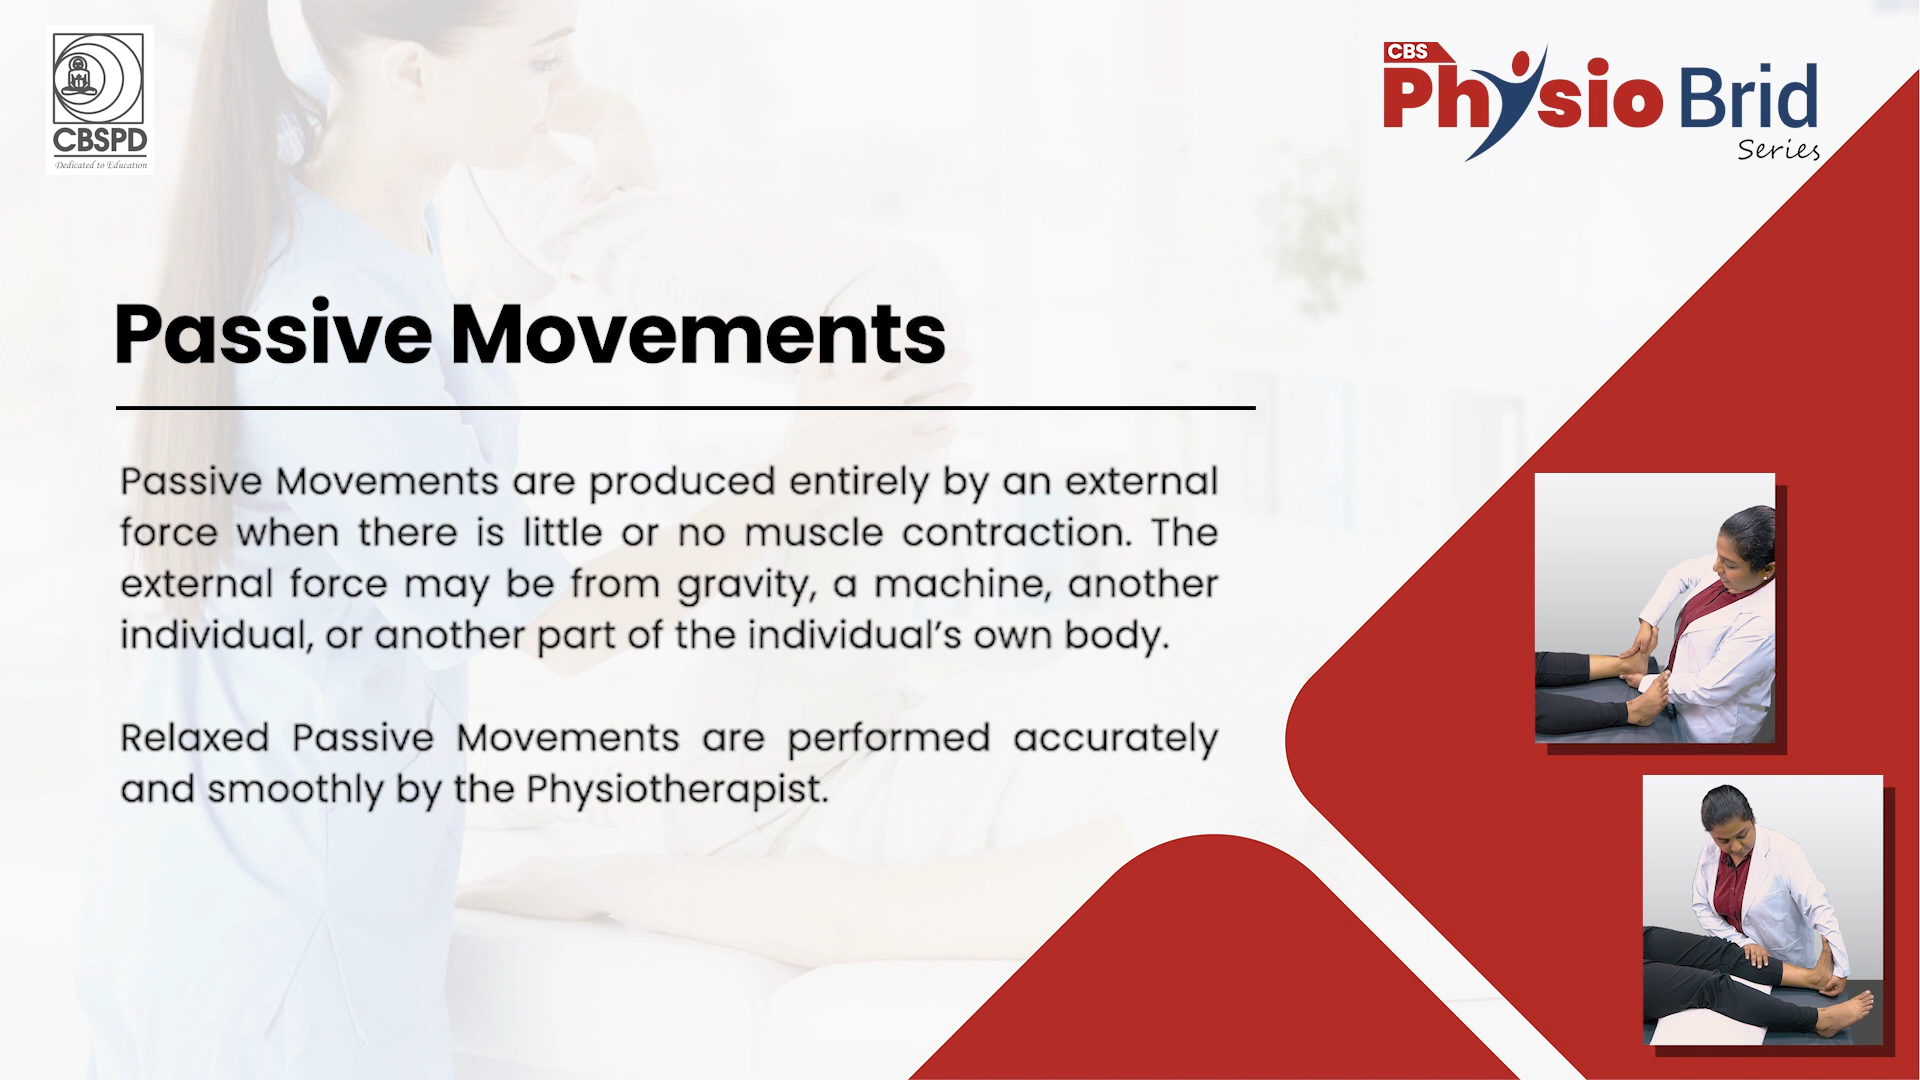 CBSPD
Dedicated to Education
CBS
Physio Brid
Series
Passive Movements
Passive Movements are produced entirely by an external
force when there is little or no muscle contraction. The
external force may be from gravity, a machine, another
individual, or another part of the individual’s own body.
Relaxed Passive Movements are performed accurately
and smoothly by the Physiotherapist.